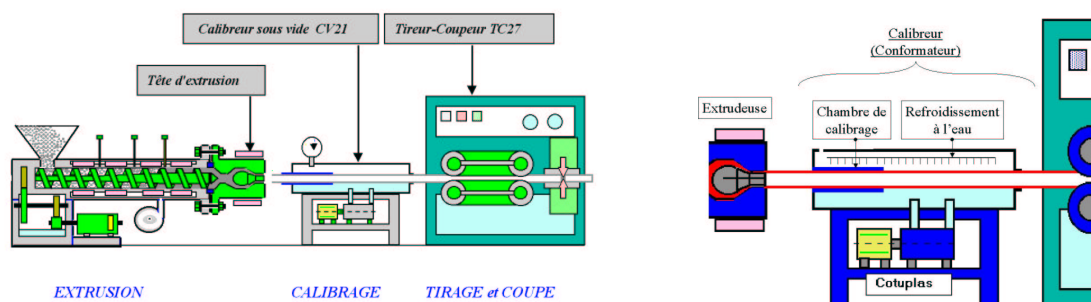 Calibreur sous vide CV21
Tireur-Coupeur TC27
Tête d'extrusion
EXTRUSION
CALIBRAGE
TIRAGE et COUPE
Calibreur
(Conformateur)
Extrudeuse
Chambre de
calibrage
Refroidissement
à l'eau
Cotuplas